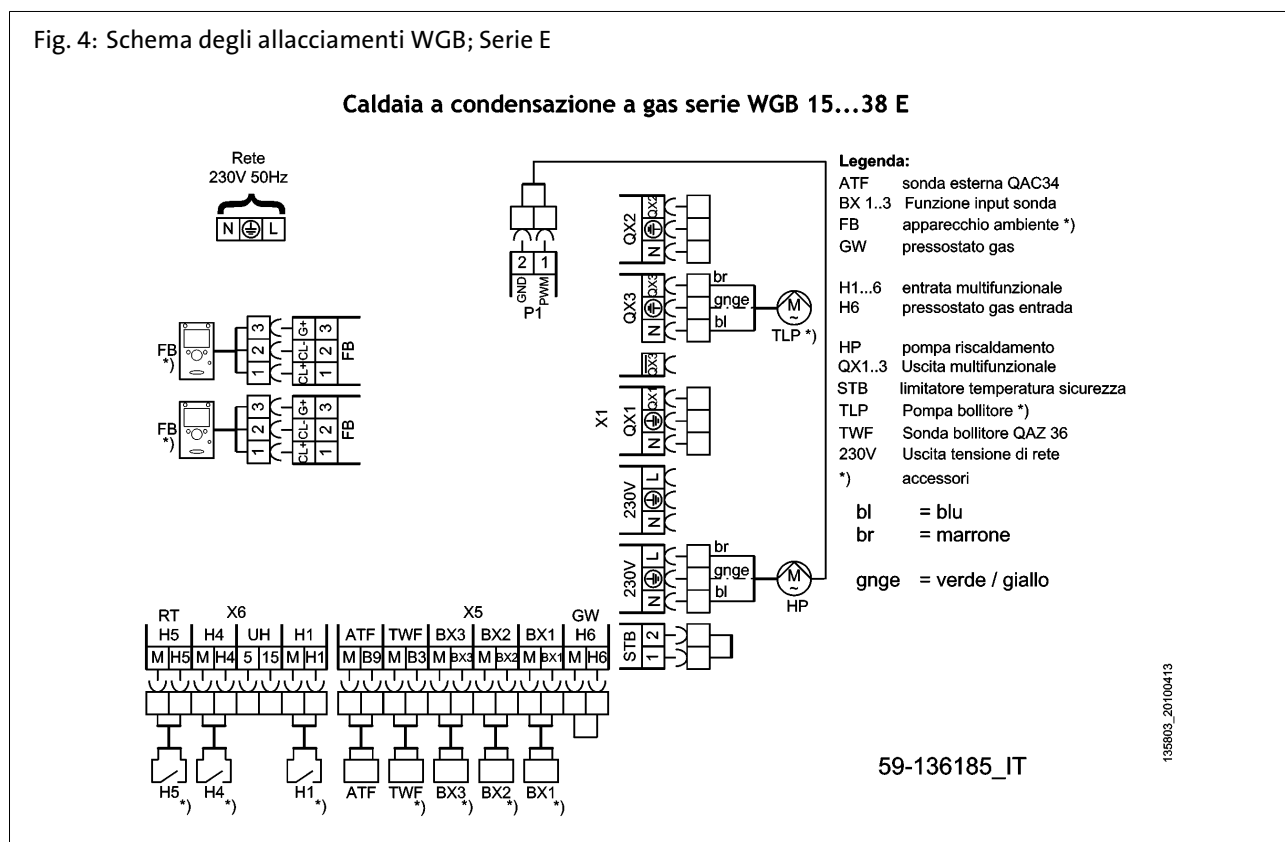 Fig. 4: Schema degli allacciamenti WGB; Serie E
Caldaia a condensazione a gas serie WGB 15...38 E
Rete
230V 50Hz
N L
2 1
GND PWM
P1
FB
*)
3 G+ 3
2 CL- 2
1 CL+ 1
FB
FB
*)
3 G+ 3
2 CL- 2
1 CL+ 1
FB
X1
QX2
QX2
N
QX3
QX3
N
br
gnge
bl
M
~
TLP *)
QX3
QX1
QX1
N
230V
L
N
230V
L
N
br
gnge
bl
M
~
HP
STB
2
1
Legenda:
ATF sonda esterna QAC34
BX 1..3 Funzione input sonda
FB apparecchio ambiente *)
GW pressostato gas
H1...6 entrata multifunzionale
H6 pressostato gas entrada
HP pompa riscaldamento
QX1..3 Uscita multifunzionale
STB limitatore temperatura sicurezza
TLP Pompa bollitore *)
TWF Sonda bollitore QAZ 36
230V Uscita tensione di rete
*) accessori
bl = blu
br = marrone
gnge = verde / giallo
RT X6 X5 GW
H5 H4 UH H1 ATF TWF BX3 BX2 BX1 H6
M H5 M H4 5 15 M H1 M B9 M B3 M BX3 M BX2 M BX1 M H6
H5 *) H4 *) H1 *) ATF TWF *) BX3 *) BX2 *) BX1 *)
59-136185_IT
135803_20100413